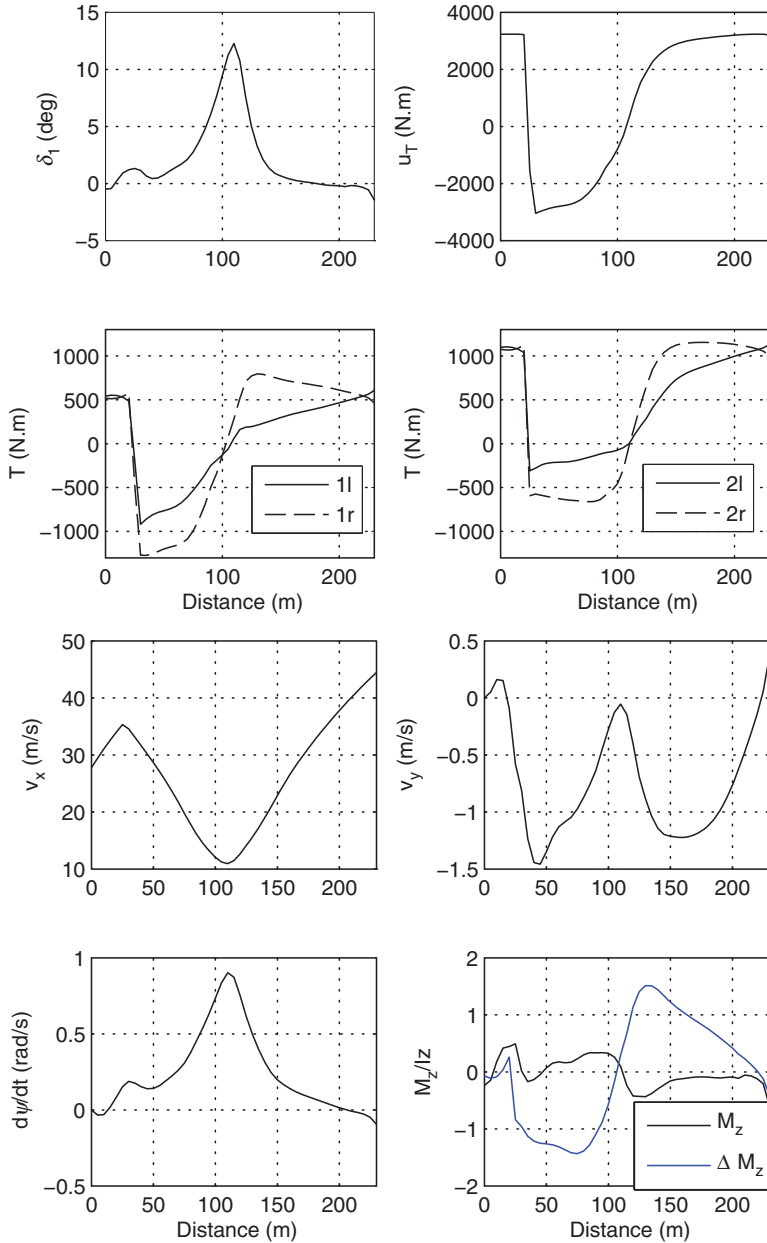 δ1 (deg)
15
10
5
0
−5
0 100 200
uT (N.m)
4000
2000
0
−2000
−4000
0 100 200
T (N.m)
1000
500
0
−500
−1000
1l
1r
0 100 200
Distance (m)
T (N.m)
1000
500
0
−500
−1000
2l
2r
0 100 200
Distance (m)
vx (m/s)
50
40
30
20
10
0 50 100 150 200
vy (m/s)
0.5
0
−0.5
−1
−1.5
0 50 100 150 200
dψ/dt (rad/s)
1
0.5
0
−0.5
0 50 100 150 200
Distance (m)
Mz/Iz
2
1
0
−1
−2
Mz
Δ Mz
0 50 100 150 200
Distance (m)